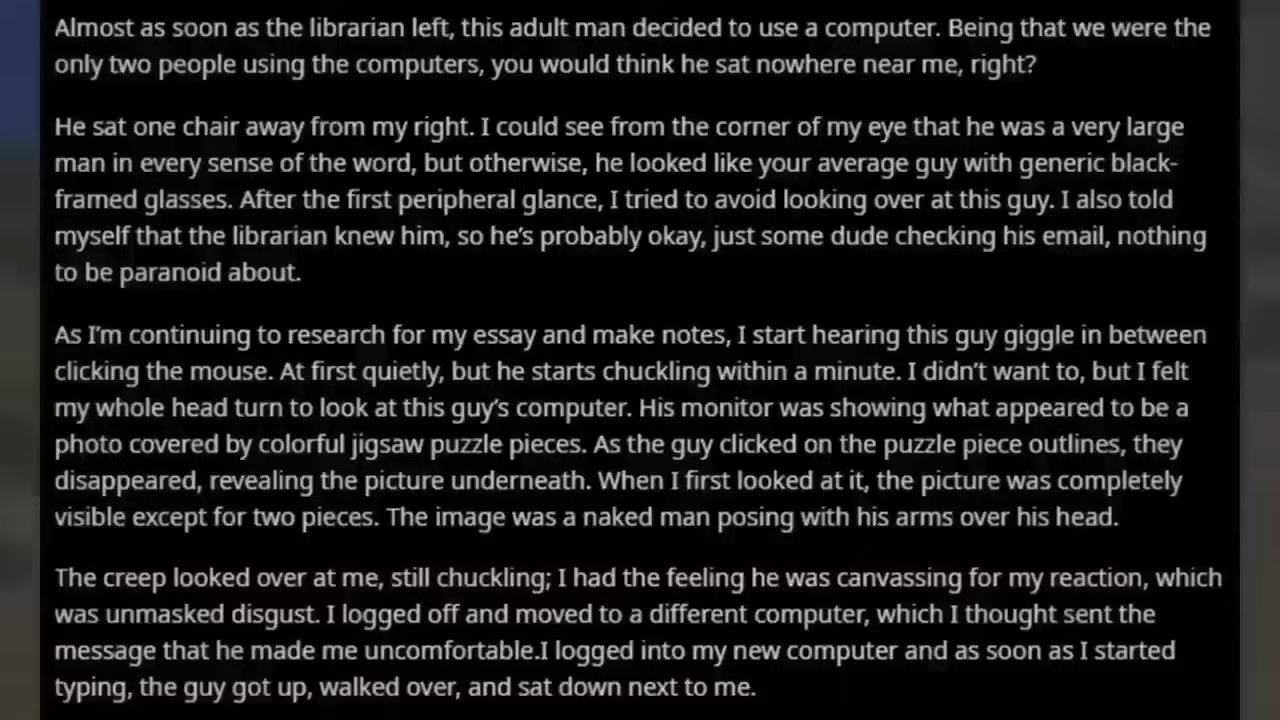 Almost as soon as the librarian left, this adult man decided to use a computer. Being that we were the
only two people using the computers, you would think he sat nowhere near me, right?
He sat one chair away from my right. I could see from the corner of my eye that he was a very large
man in every sense of the word, but otherwise, he looked like your average guy with generic black-
framed glasses. After the first peripheral glance, I tried to avoid looking over at this guy. I also told
myself that the librarian knew him, so he’s probably okay, just some dude checking his email, nothing
to be paranoid about.
As I’m continuing to research for my essay and make notes, I start hearing this guy giggle in between
clicking the mouse. At first quietly, but he starts chuckling within a minute. I didn’t want to, but I felt
my whole head turn to look at this guy’s computer. His monitor was showing what appeared to be a
photo covered by colorful jigsaw puzzle pieces. As the guy clicked on the puzzle piece outlines, they
disappeared, revealing the picture underneath. When I first looked at it, the picture was completely
visible except for two pieces. The image was a naked man posing with his arms over his head.
The creep looked over at me, still chuckling; I had the feeling he was canvassing for my reaction, which
was unmasked disgust. I logged off and moved to a different computer, which I thought sent the
message that he made me uncomfortable.I logged into my new computer and as soon as I started
typing, the guy got up, walked over, and sat down next to me.